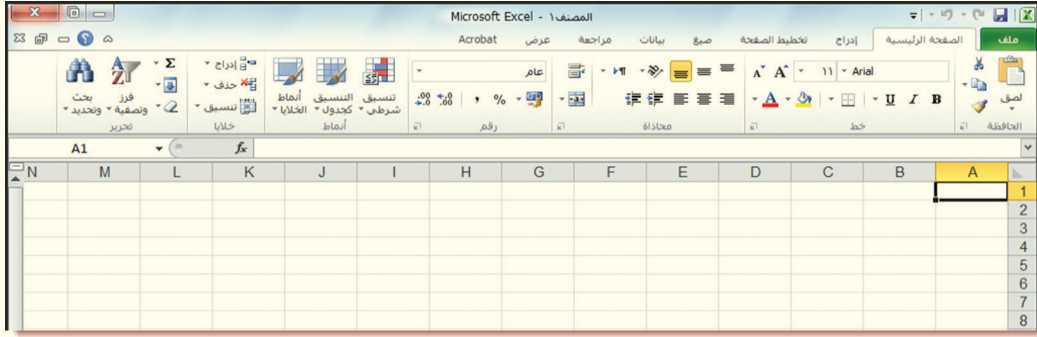 المصنف١ - Microsoft Excel
ملف الصفحة الرئيسية إدراج تخطيط الصفحة صيغ بيانات مراجعة عرض Acrobat
Arial ١١ عام Σ إدراج
حذف
لصق B I U A % , .00 .0 تنسيق شرطي التنسيق كجدول أنماط الخلايا تنسيق فرز وتصفية بحث وتحديد
الحافظة خط محاذاة رقم أنماط خلايا تحرير
A1 fx
A B C D E F G H I J K L M N
1
2
3
4
5
6
7
8